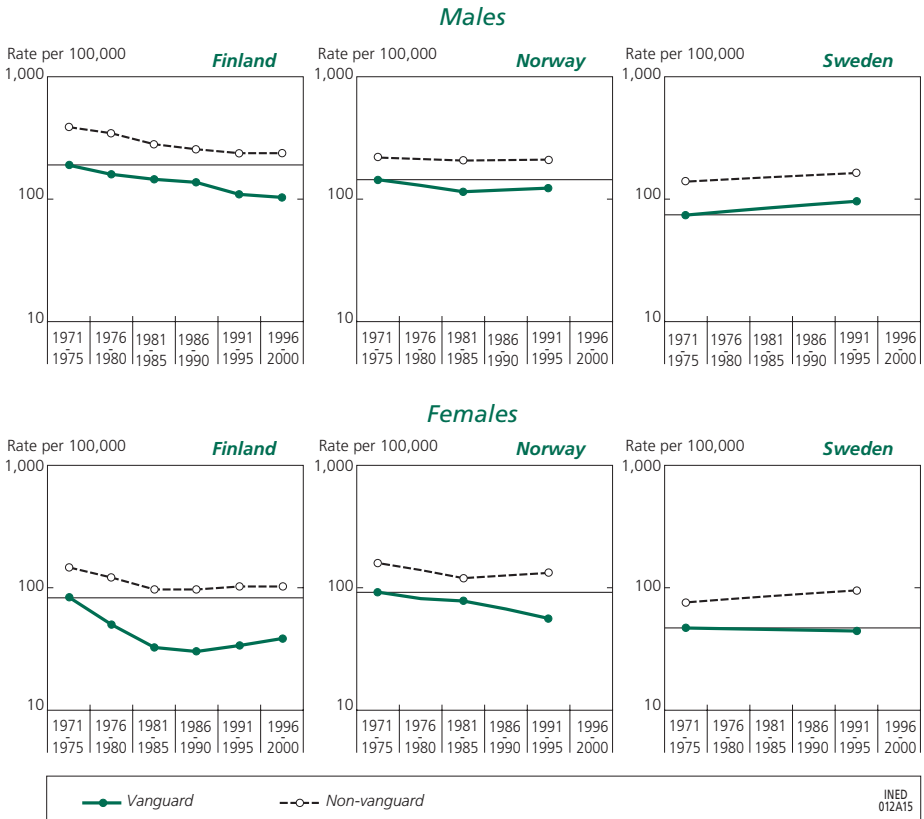 Males
Rate per 100,000 Finland
1,000
100
10
1971 - 1975 1976 - 1980 1981 - 1985 1986 - 1990 1991 - 1995 1996 - 2000
Rate per 100,000 Norway
1,000
100
10
1971 - 1975 1976 - 1980 1981 - 1985 1986 - 1990 1991 - 1995 1996 - 2000
Rate per 100,000 Sweden
1,000
100
10
1971 - 1975 1976 - 1980 1981 - 1985 1986 - 1990 1991 - 1995 1996 - 2000
Females
Rate per 100,000 Finland
1,000
100
10
1971 - 1975 1976 - 1980 1981 - 1985 1986 - 1990 1991 - 1995 1996 - 2000
Rate per 100,000 Norway
1,000
100
10
1971 - 1975 1976 - 1980 1981 - 1985 1986 - 1990 1991 - 1995 1996 - 2000
Rate per 100,000 Sweden
1,000
100
10
1971 - 1975 1976 - 1980 1981 - 1985 1986 - 1990 1991 - 1995 1996 - 2000
Vanguard Non-vanguard
INED
012A15